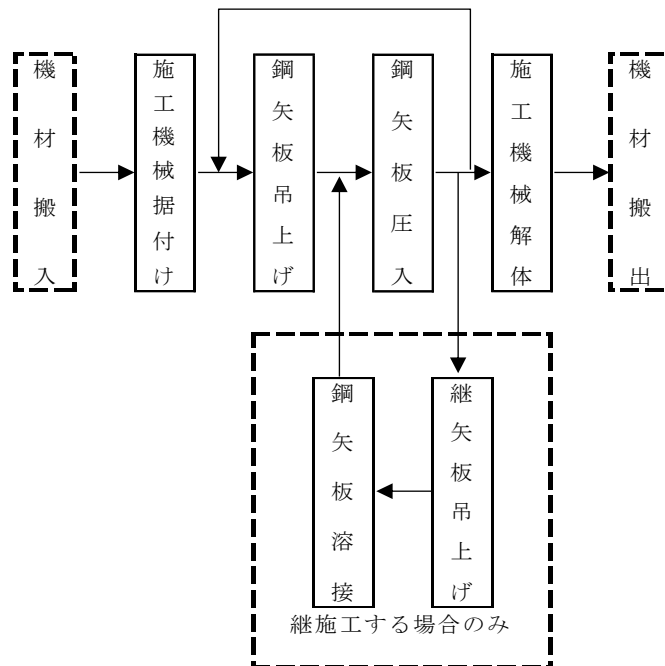 機材搬入
施工機械据付け
鋼矢板吊上げ
鋼矢板圧入
施工機械解体
機材搬出
鋼矢板溶接
継矢板吊上げ
継施工する場合のみ